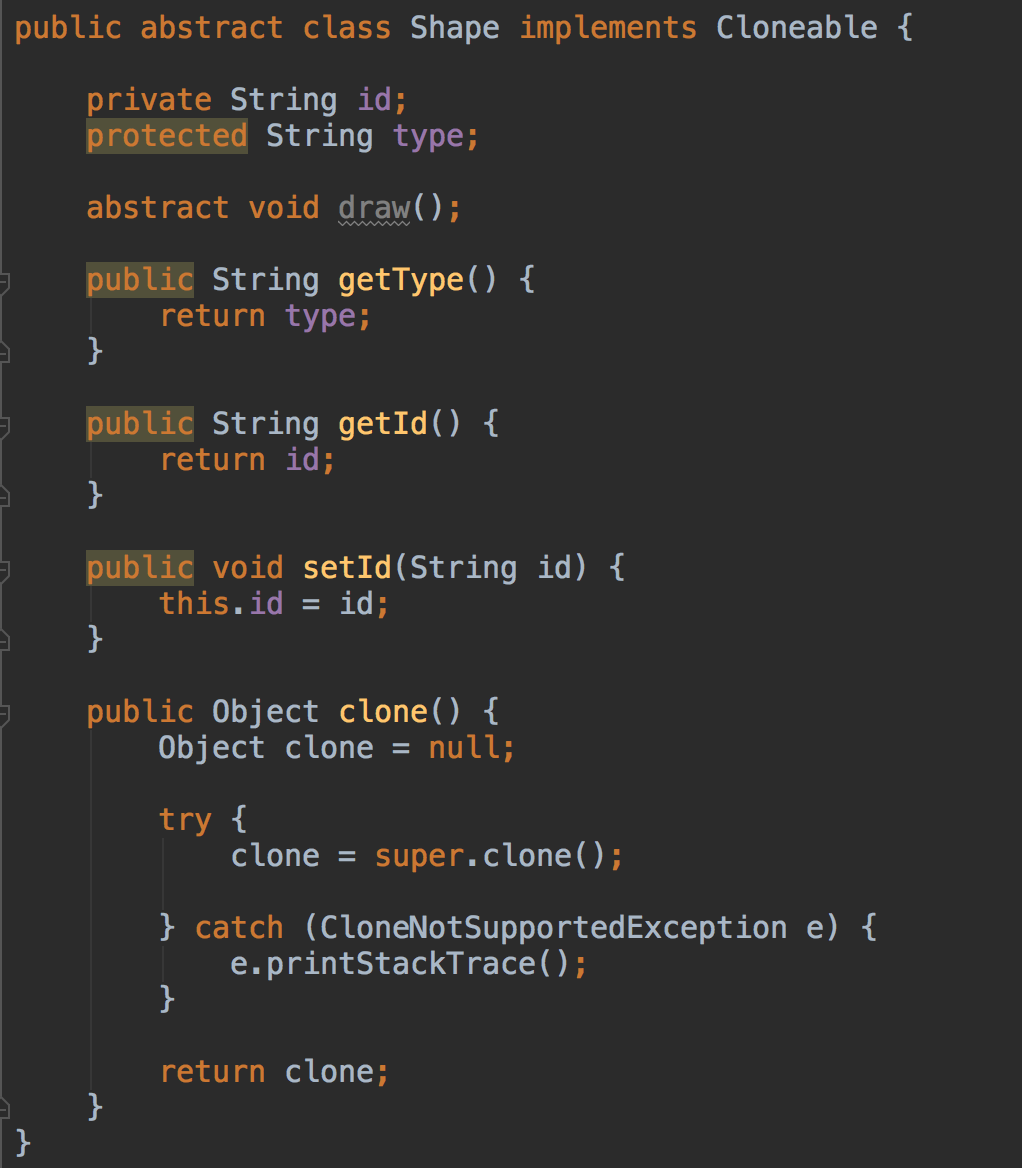 public abstract class Shape implements Cloneable {
    private String id;
    protected String type;
    abstract void draw();
    public String getType() {
        return type;
    }
    public String getId() {
        return id;
    }
    public void setId(String id) {
        this.id = id;
    }
    public Object clone() {
        Object clone = null;
        try {
            clone = super.clone();
        } catch (CloneNotSupportedException e) {
            e.printStackTrace();
        }
        return clone;
    }
}